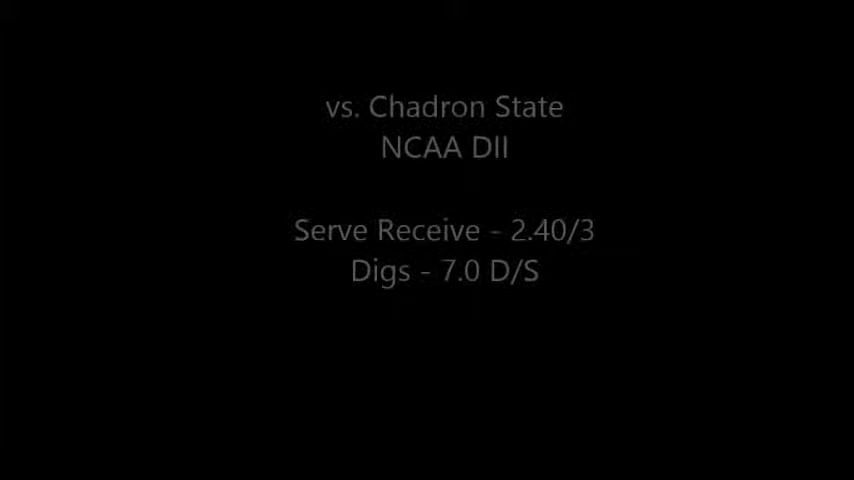 vs. Chadron State
NCAA DII
Serve Receive - 2.40/3
Digs - 7.0 D/S